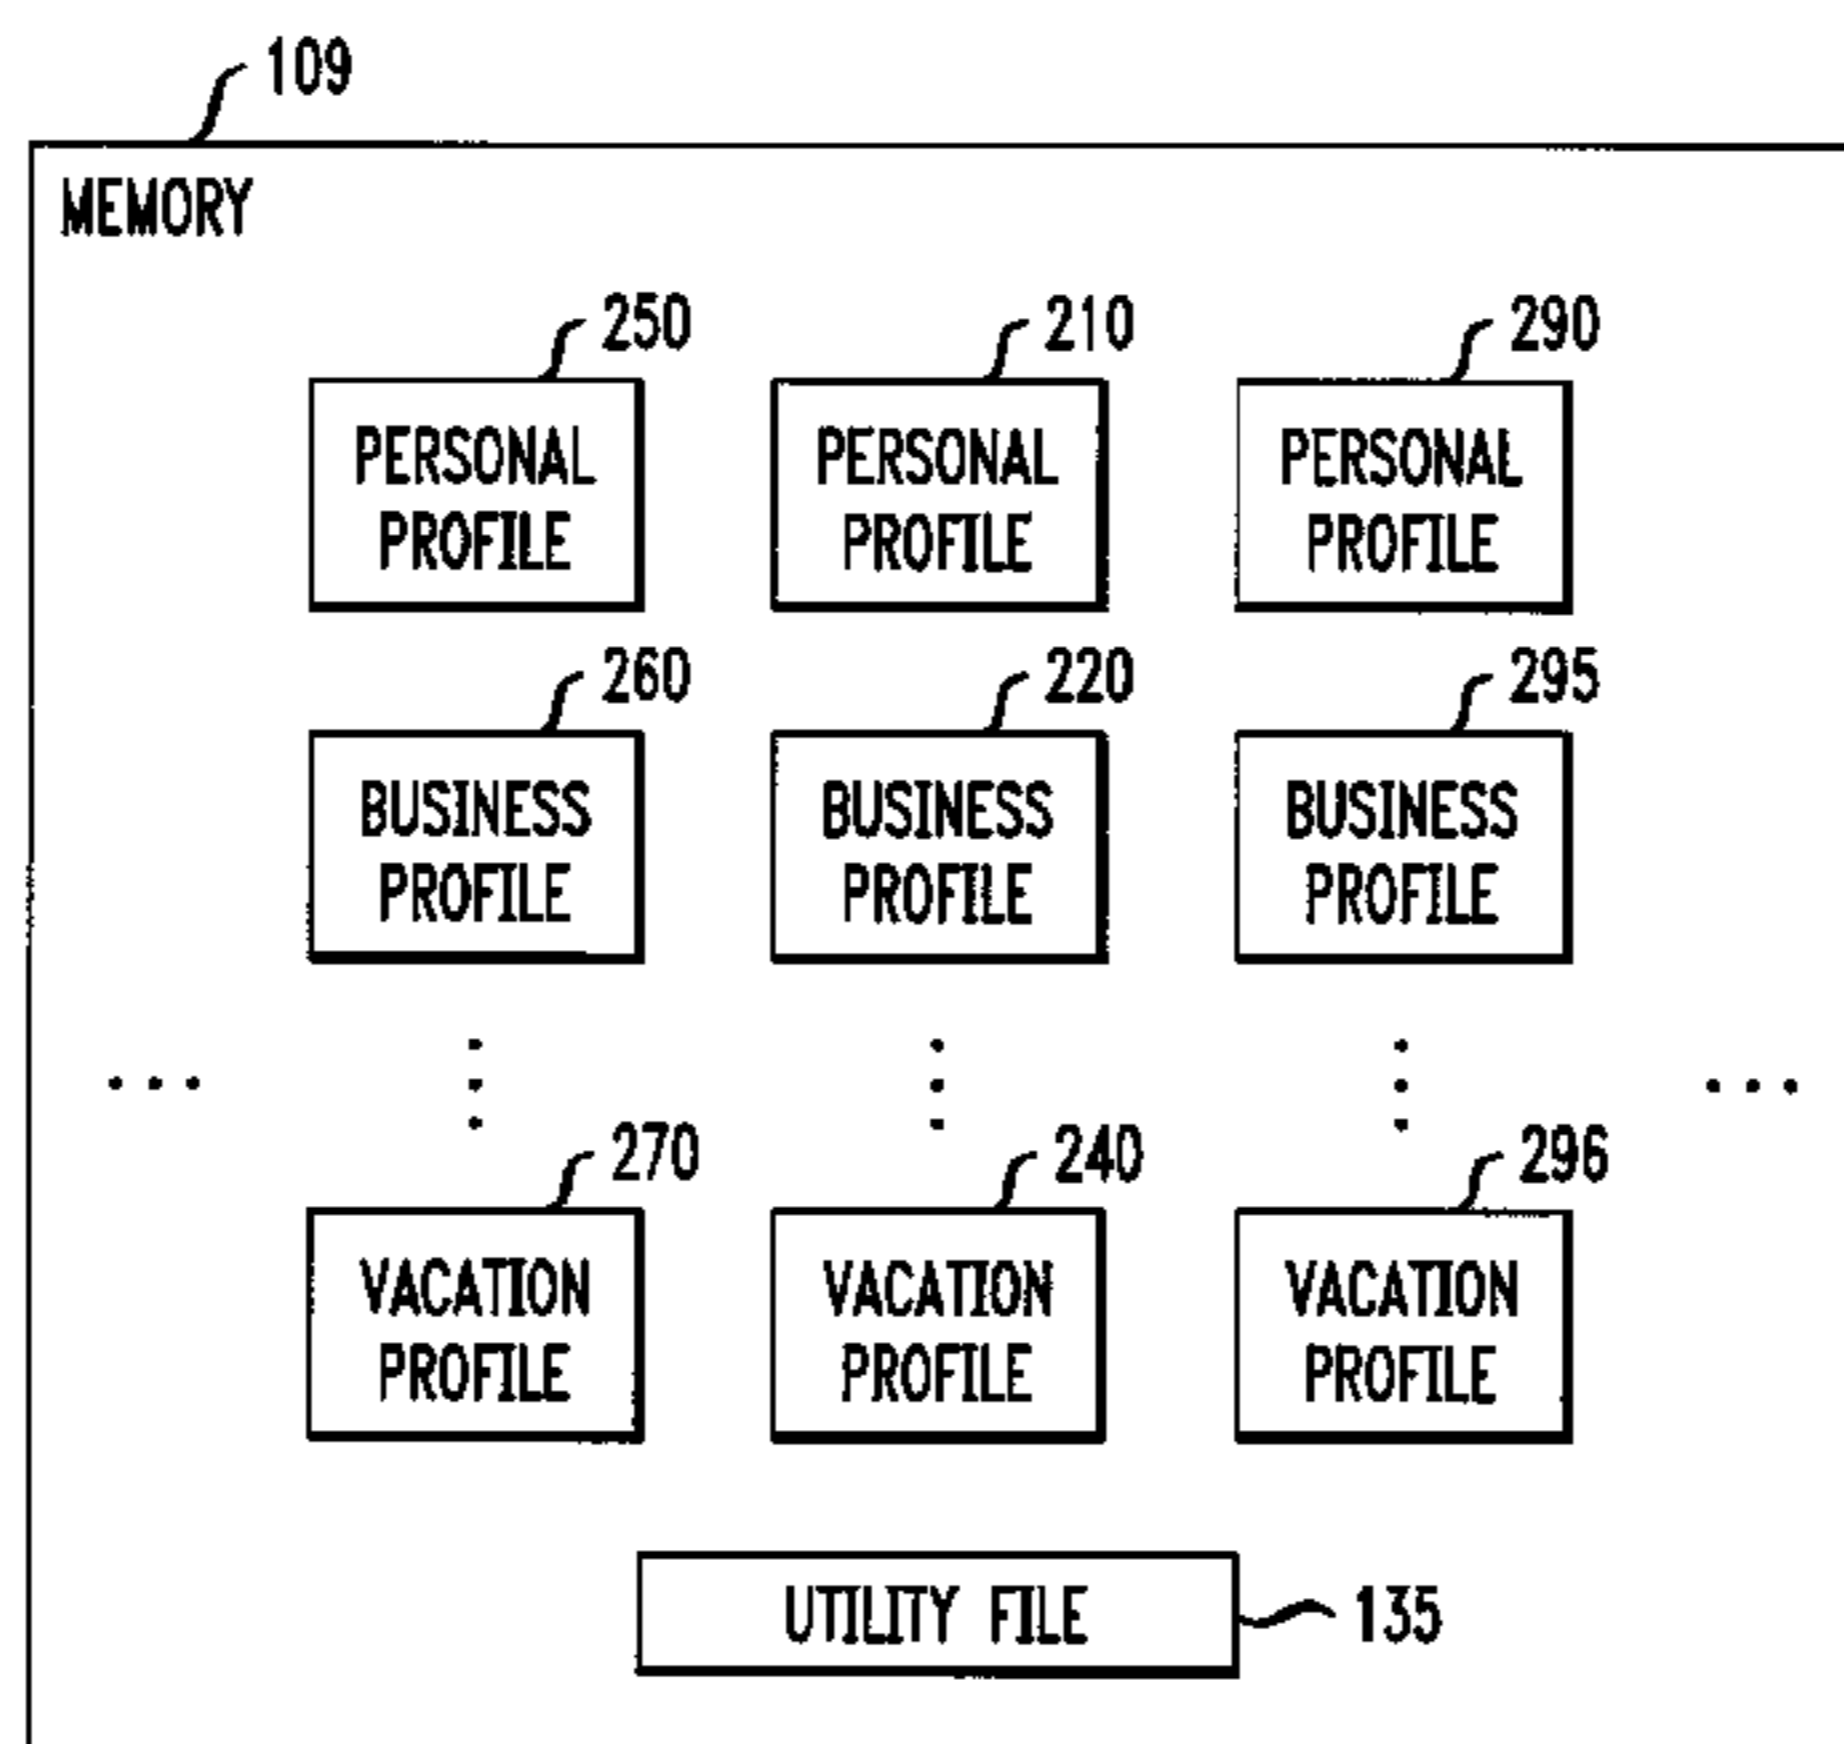 109
MEMORY
250 210 290
PERSONAL PROFILE
PERSONAL PROFILE
PERSONAL PROFILE
260 220 295
BUSINESS PROFILE
BUSINESS PROFILE
BUSINESS PROFILE
... ...
270 240 296
VACATION PROFILE
VACATION PROFILE
VACATION PROFILE
UTILITY FILE 135